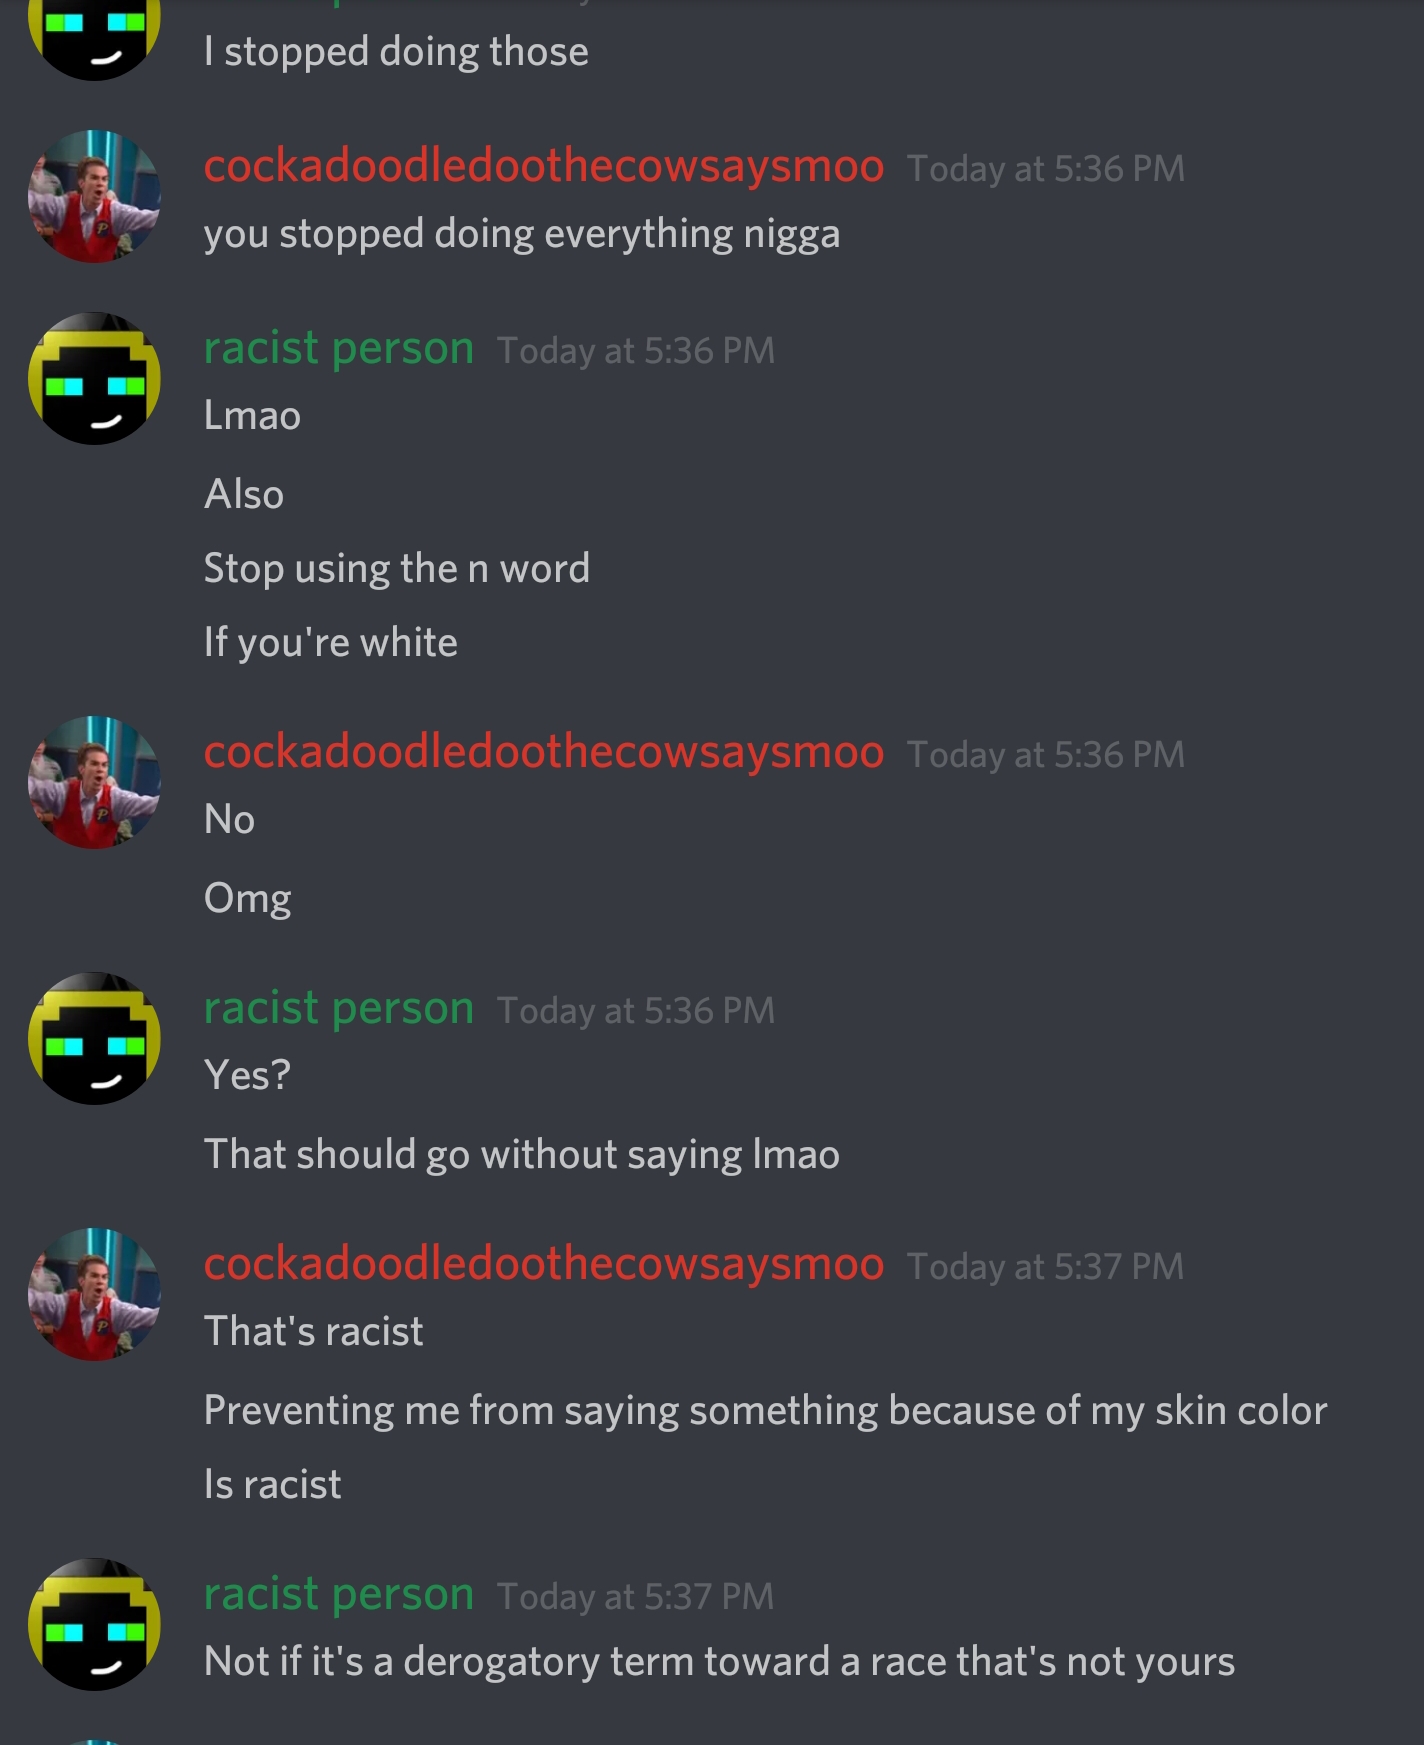 I stopped doing those
cockadoodledoothecowsaysmoo Today at 5:36 PM
you stopped doing everything nigga
racist person Today at 5:36 PM
Lmao
Also
Stop using the n word
If you're white
cockadoodledoothecowsaysmoo Today at 5:36 PM
No
Omg
racist person Today at 5:36 PM
Yes?
That should go without saying lmao
cockadoodledoothecowsaysmoo Today at 5:37 PM
That's racist
Preventing me from saying something because of my skin color
Is racist
racist person Today at 5:37 PM
Not if it's a derogatory term toward a race that's not yours